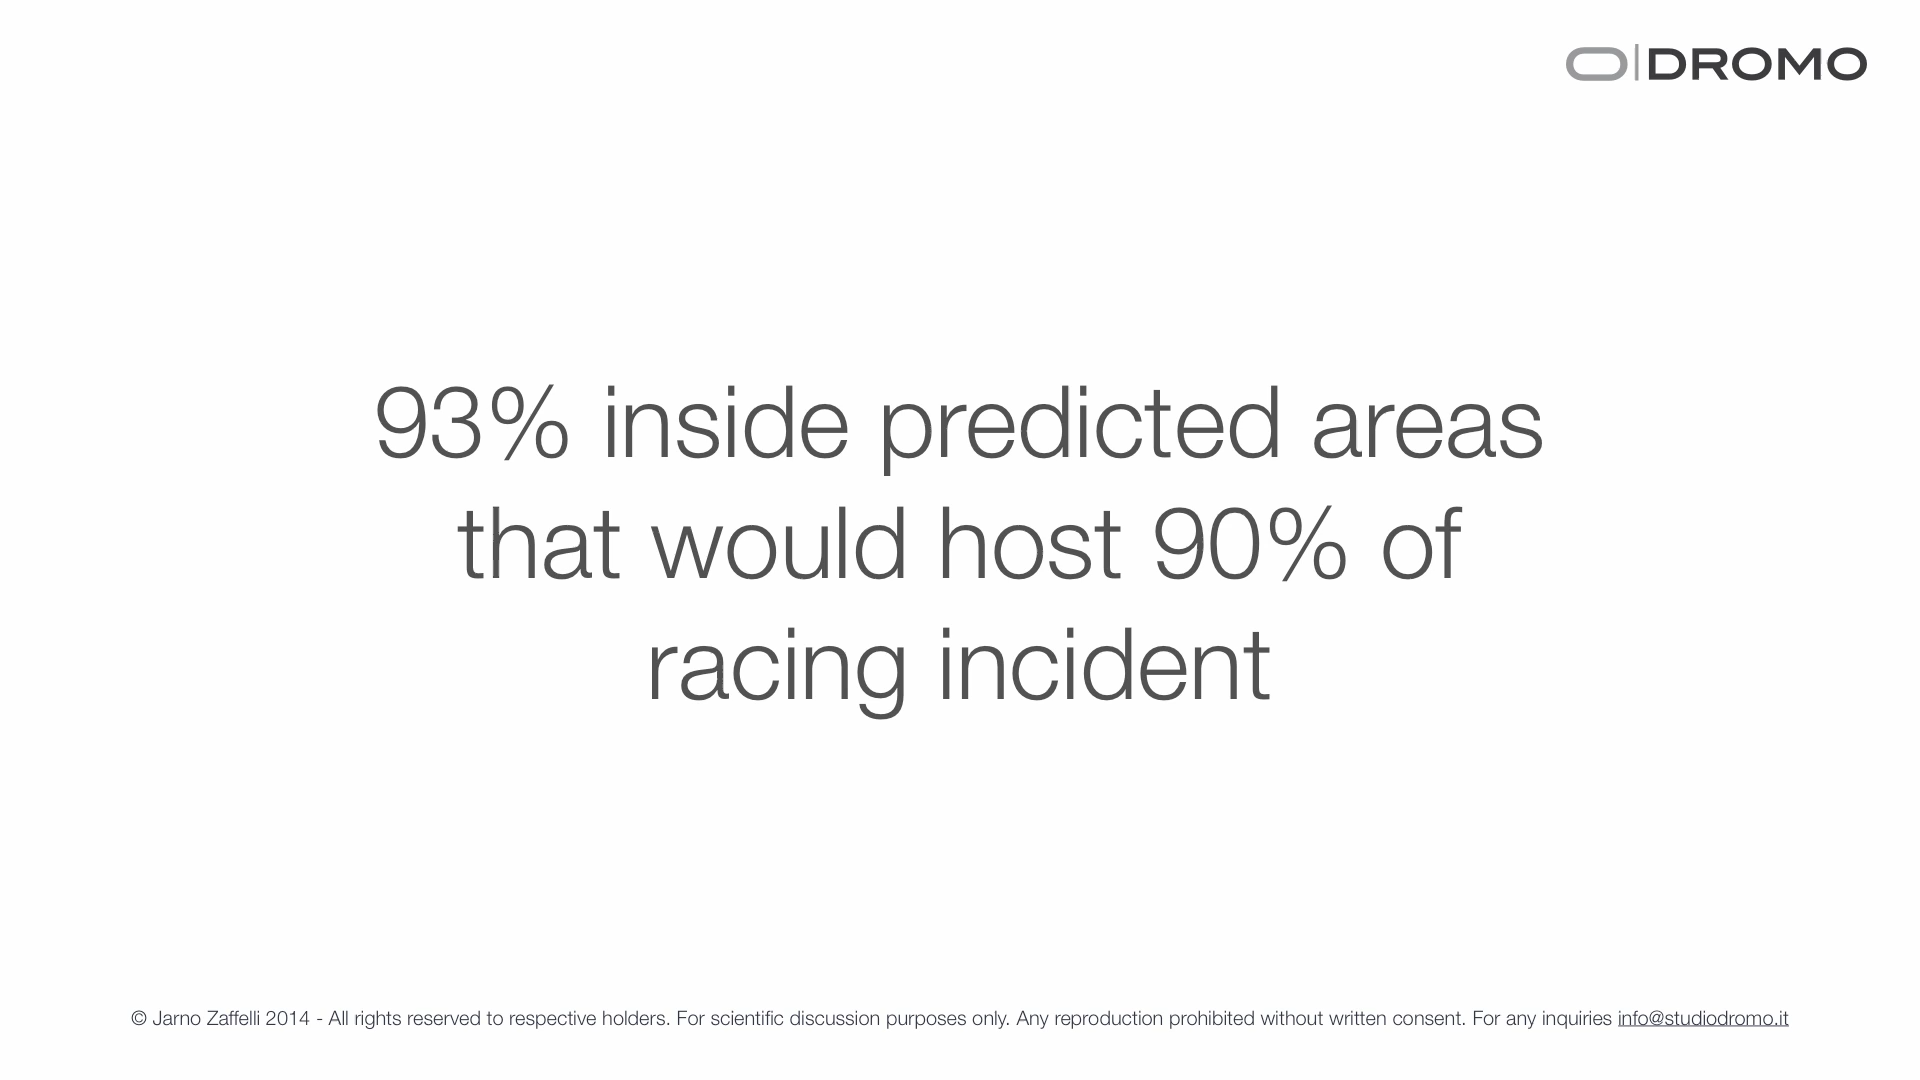 DROMO
93% inside predicted areas
that would host 90% of
racing incident
© Jarno Zaffelli 2014 - All rights reserved to respective holders. For scientific discussion purposes only. Any reproduction prohibited without written consent. For any inquiries info@studiodromo.it